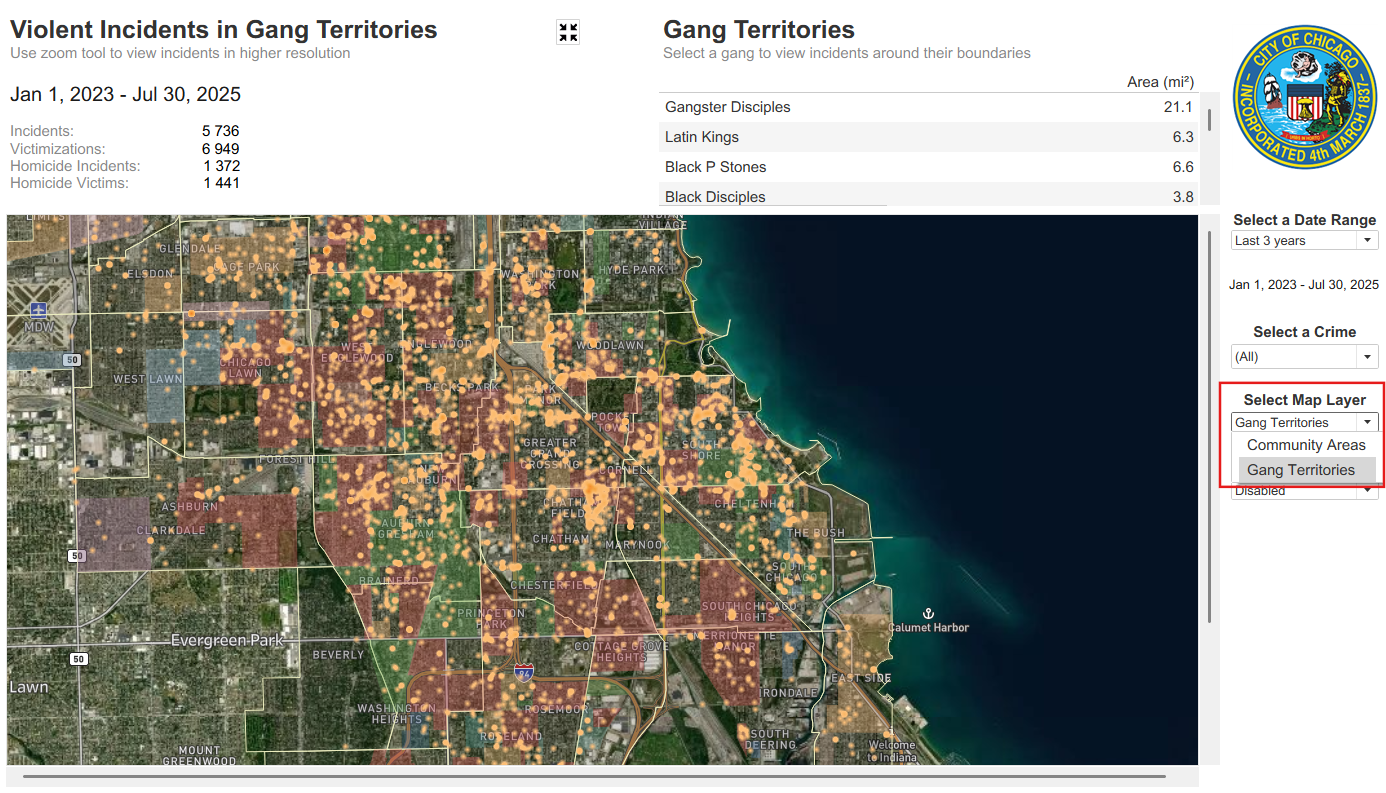 Violent Incidents in Gang Territories
Use zoom tool to view incidents in higher resolution
Jan 1, 2023 - Jul 30, 2025
Incidents: 5 736
Victimizations: 6 949
Homicide Incidents: 1 372
Homicide Victims: 1 441
Gang Territories
Select a gang to view incidents around their boundaries
Area (mi²)
Gangster Disciples 21.1
Latin Kings 6.3
Black P Stones 6.6
Black Disciples 3.8
CITY OF CHICAGO
INCORPORATED 4th MARCH 1837
Select a Date Range
Last 3 years
Jan 1, 2023 - Jul 30, 2025
Select a Crime
(All)
Select Map Layer
Gang Territories
Community Areas
Gang Territories
Disabled
LIMITS
INDIAN
VILLAGE
GLENDALE
ELSDON
GAGE PARK
WASHINGTON
PARK
HYDE PARK
MDW
50
WEST
ENGLEWOOD
ENGLEWOOD
WOODLAWN
CHICAGO
LAWN
WEST LAWN
BECKS PARK
PARK
MANOR
POCKET
TOWN
GREATER
GRAND
CROSSING
SOUTH
SHORE
FOREST HILL
NEW
AUBURN
CORNELL
ASHBURN
CLARKDALE
CHATHAM
FIELDS
CHELTENHAM
AUBURN
GRESHAM
CHATHAM
MARYNOOK
THE BUSH
50
SOUTH
CHICAGO
BRAINERD
CHESTERFIELD
SOUTH CHICAGO
HEIGHTS
PRINCETON
PARK
Calumet Harbor
Evergreen Park
MERRIONETTE
MANOR
COTTAGE GROVE
HEIGHTS
BEVERLY
50
94
EAST SIDE
Lawn
IRONDALE
WASHINGTON
HEIGHTS
ROSEMOOR
ROSELAND
SOUTH
DEERING
MOUNT
GREENWOOD
Welcome
to Indiana